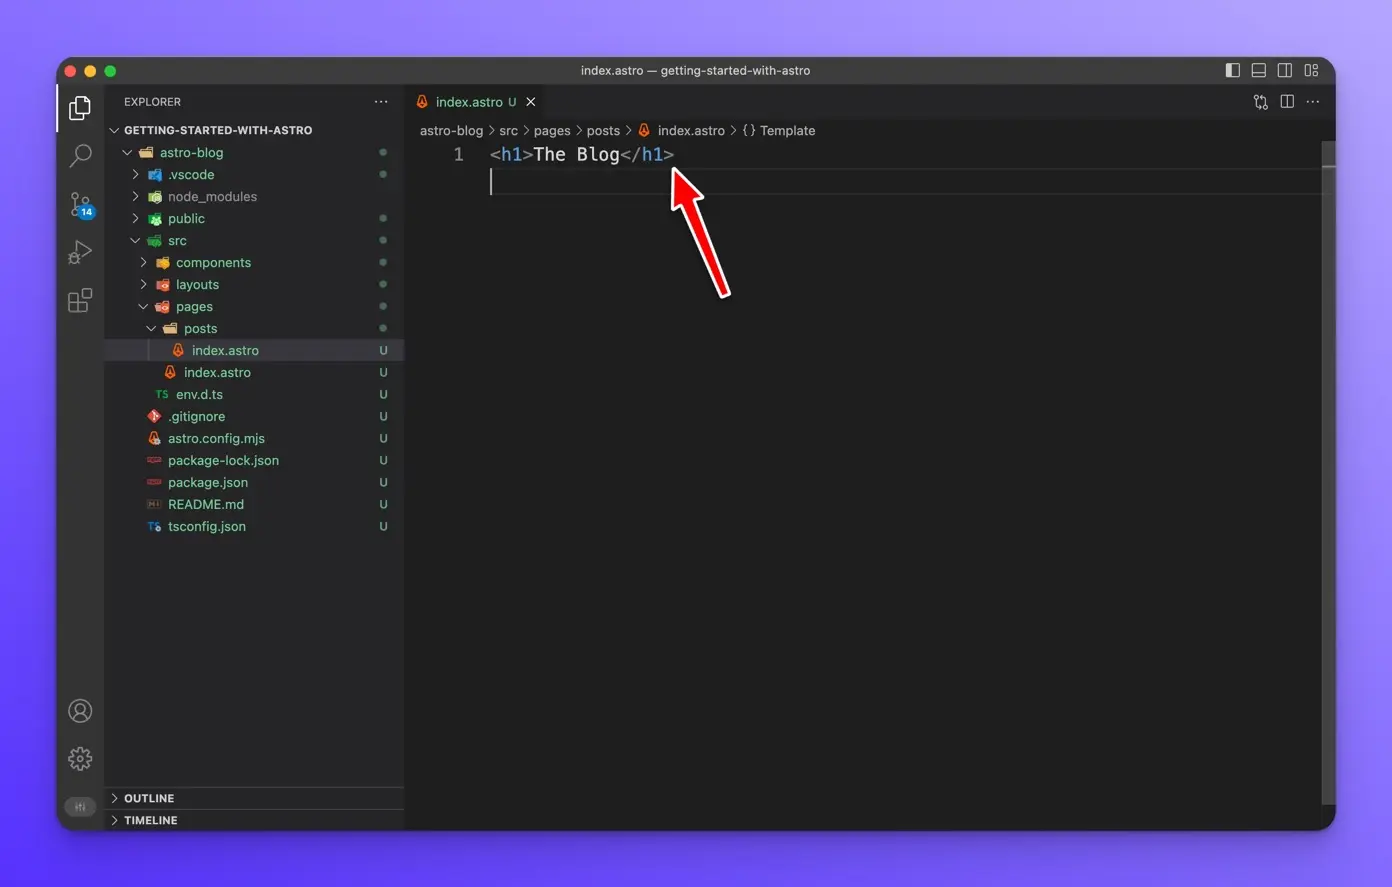 index.astro — getting-started-with-astro
EXPLORER
index.astro U
GETTING-STARTED-WITH-ASTRO
astro-blog > src > pages > posts > index.astro > {} Template
astro-blog
1 <h1>The Blog</h1>
.vscode
node_modules
14
public
src
components
layouts
pages
posts
index.astro U
index.astro U
TS env.d.ts U
.gitignore U
astro.config.mjs U
package-lock.json U
package.json U
README.md U
TS tsconfig.json U
OUTLINE
TIMELINE